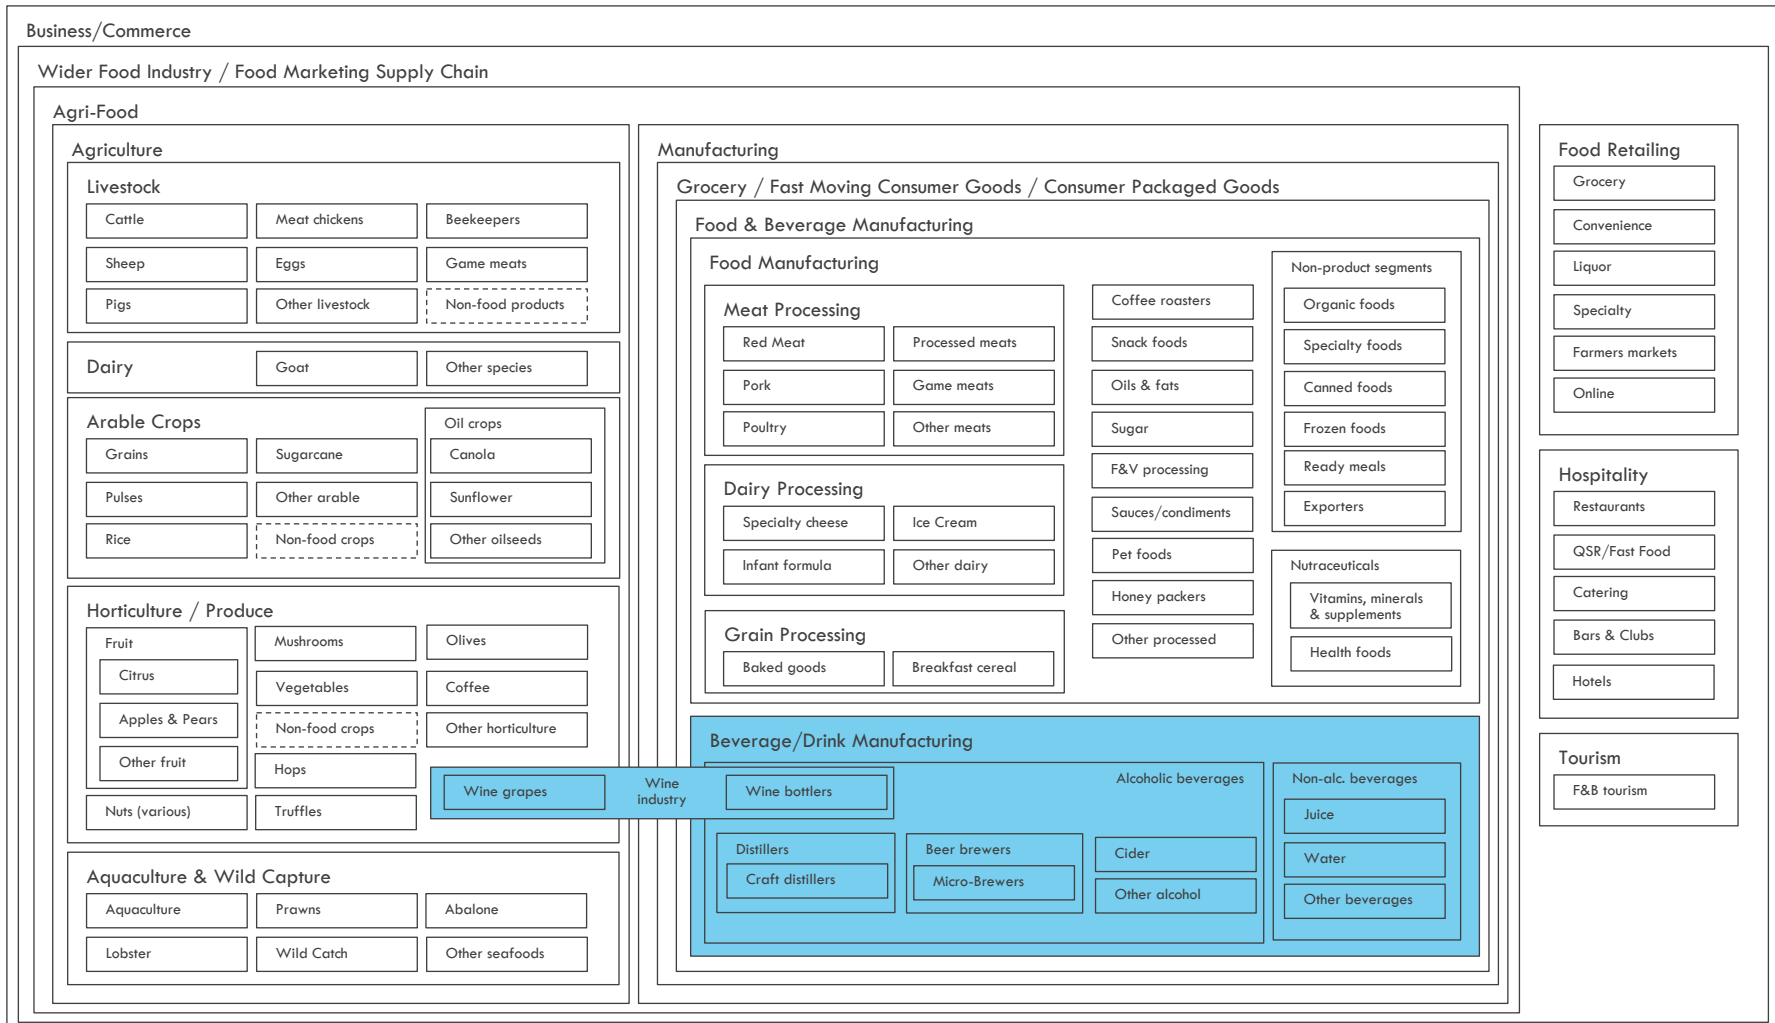 Business/Commerce
Wider Food Industry / Food Marketing Supply Chain
Agri-Food
Agriculture
Livestock
Cattle
Meat chickens
Beekeepers
Sheep
Eggs
Game meats
Pigs
Other livestock
Non-food products
Dairy
Goat
Other species
Arable Crops
Grains
Sugarcane
Pulses
Other arable
Rice
Non-food crops
Oil crops
Canola
Sunflower
Other oilseeds
Horticulture / Produce
Fruit
Citrus
Apples & Pears
Other fruit
Nuts (various)
Mushrooms
Vegetables
Non-food crops
Hops
Truffles
Olives
Coffee
Other horticulture
Wine grapes
Wine
industry
Wine bottlers
Aquaculture & Wild Capture
Aquaculture
Prawns
Abalone
Lobster
Wild Catch
Other seafoods
Manufacturing
Grocery / Fast Moving Consumer Goods / Consumer Packaged Goods
Food & Beverage Manufacturing
Food Manufacturing
Meat Processing
Red Meat
Processed meats
Pork
Game meats
Poultry
Other meats
Dairy Processing
Specialty cheese
Ice Cream
Infant formula
Other dairy
Grain Processing
Baked goods
Breakfast cereal
Coffee roasters
Snack foods
Oils & fats
Sugar
F&V processing
Sauces/condiments
Pet foods
Honey packers
Other processed
Non-product segments
Organic foods
Specialty foods
Canned foods
Frozen foods
Ready meals
Exporters
Nutraceuticals
Vitamins, minerals
& supplements
Health foods
Beverage/Drink Manufacturing
Alcoholic beverages
Distillers
Craft distillers
Beer brewers
Micro-Brewers
Cider
Other alcohol
Non-alc. beverages
Juice
Water
Other beverages
Food Retailing
Grocery
Convenience
Liquor
Specialty
Farmers markets
Online
Hospitality
Restaurants
QSR/Fast Food
Catering
Bars & Clubs
Hotels
Tourism
F&B tourism